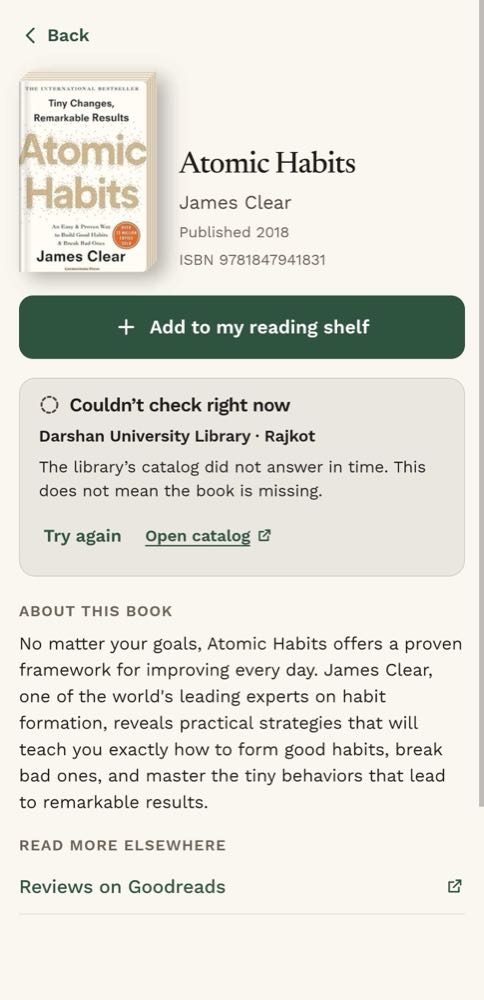 Back
THE INTERNATIONAL BESTSELLER
Tiny Changes,
Remarkable Results
Atomic
Habits
An Easy & Proven Way
to Build Good Habits
& Break Bad Ones
OVER
COPIES
SOLD
James Clear
Atomic Habits
James Clear
Published 2018
ISBN 9781847941831
+ Add to my reading shelf
Couldn’t check right now
Darshan University Library · Rajkot
The library’s catalog did not answer in time. This
does not mean the book is missing.
Try again Open catalog
ABOUT THIS BOOK
No matter your goals, Atomic Habits offers a proven
framework for improving every day. James Clear,
one of the world's leading experts on habit
formation, reveals practical strategies that will
teach you exactly how to form good habits, break
bad ones, and master the tiny behaviors that lead
to remarkable results.
READ MORE ELSEWHERE
Reviews on Goodreads